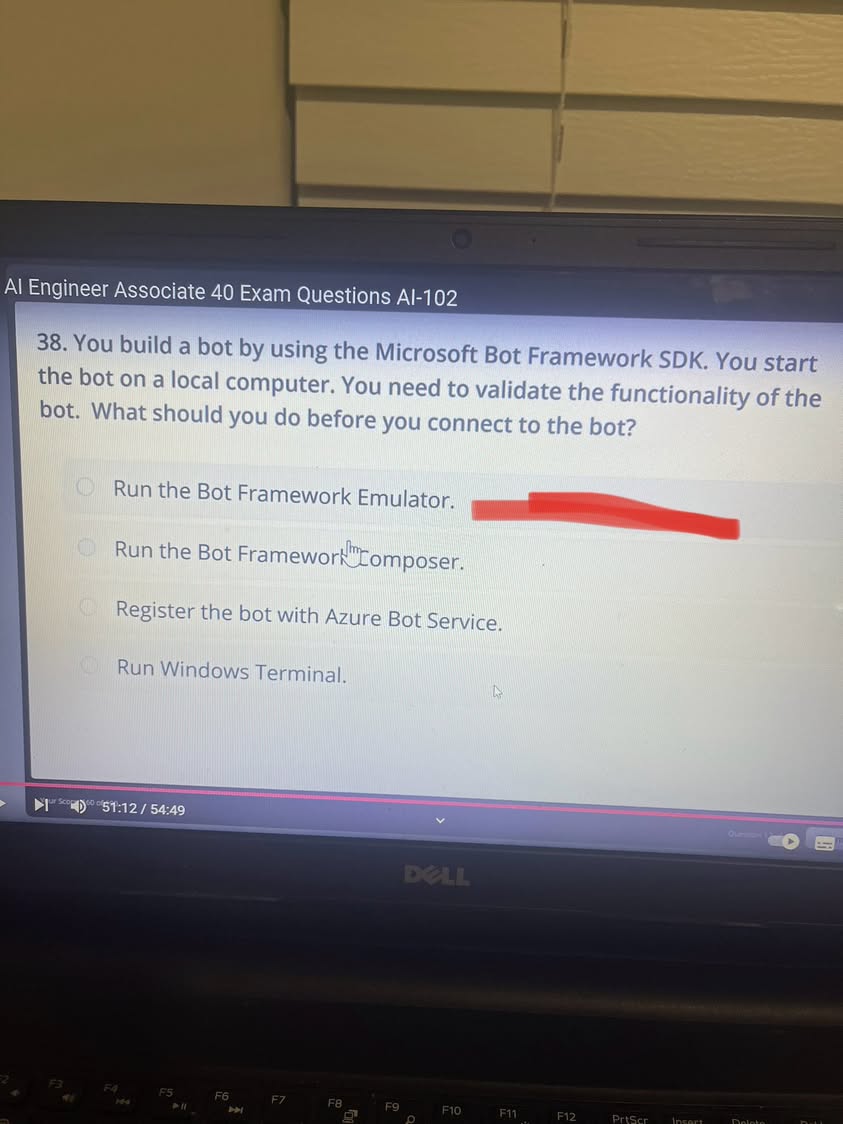 AI Engineer Associate 40 Exam Questions AI-102
38. You build a bot by using the Microsoft Bot Framework SDK. You start
the bot on a local computer. You need to validate the functionality of the
bot. What should you do before you connect to the bot?
Run the Bot Framework Emulator.
Run the Bot Framework Composer.
Register the bot with Azure Bot Service.
Run Windows Terminal.
51:12 / 54:49
DELL
F3
F4
F5
F6
F7
F8
F9
F10
F11
F12
PrtScr
Insert